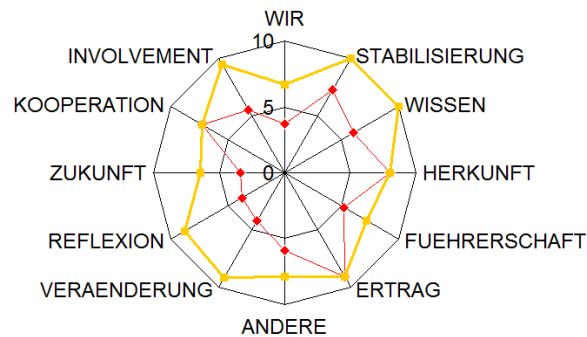 WIR
10
INVOLVEMENT
STABILISIERUNG
KOOPERATION
5
WISSEN
ZUKUNFT
0
HERKUNFT
REFLEXION
FUEHRERSCHAFT
VERAENDERUNG
ERTRAG
ANDERE